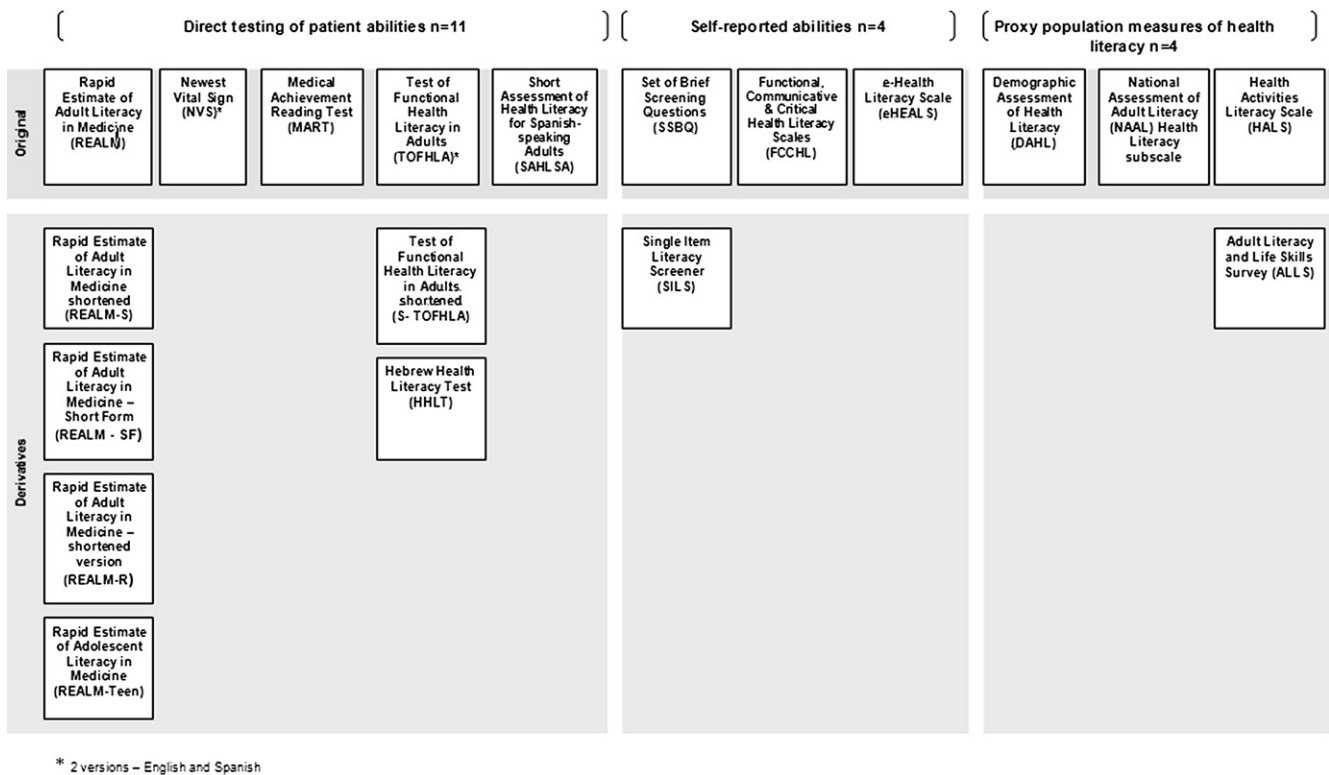 Direct testing of patient abilities n=11
Self-reported abilities n=4
Proxy population measures of health
literacy n=4
Original
Rapid
Estimate of
Adult Literacy
in Medicine
(REALM)
Newest
Vital Sign
(NVS)*
Medical
Achievement
Reading Test
(MART)
Test of
Functional
Health
Literacy in
Adults
(TOFHLA)*
Short
Assessment of
Health Literacy
for Spanish-
speaking
Adults
(SAHLSA)
Set of Brief
Screening
Questions
(SSBQ)
Functional,
Communicative
& Critical
Health Literacy
Scales
(FCCHL)
e-Health
Literacy Scale
(eHEALS)
Demographic
Assessment
of Health
Literacy
(DAHL)
National
Assessment of
Adult Literacy
(NAAL) Health
Literacy
subscale
Health
Activities
Literacy Scale
(HALS)
Derivatives
Rapid Estimate
of Adult
Literacy in
Medicine
shortened
(REALM-S)
Rapid Estimate
of Adult
Literacy in
Medicine –
Short Form
(REALM - SF)
Rapid Estimate
of Adult
Literacy in
Medicine –
shortened
version
(REALM-R)
Rapid Estimate
of Adolescent
Literacy in
Medicine
(REALM-Teen)
Test of
Functional
Health Literacy
in Adults.
shortened
(S- TOFHLA)
Hebrew Health
Literacy Test
(HHLT)
Single Item
Literacy
Screener
(SILS)
Adult Literacy
and Life Skills
Survey (ALLS)
* 2 versions – English and Spanish